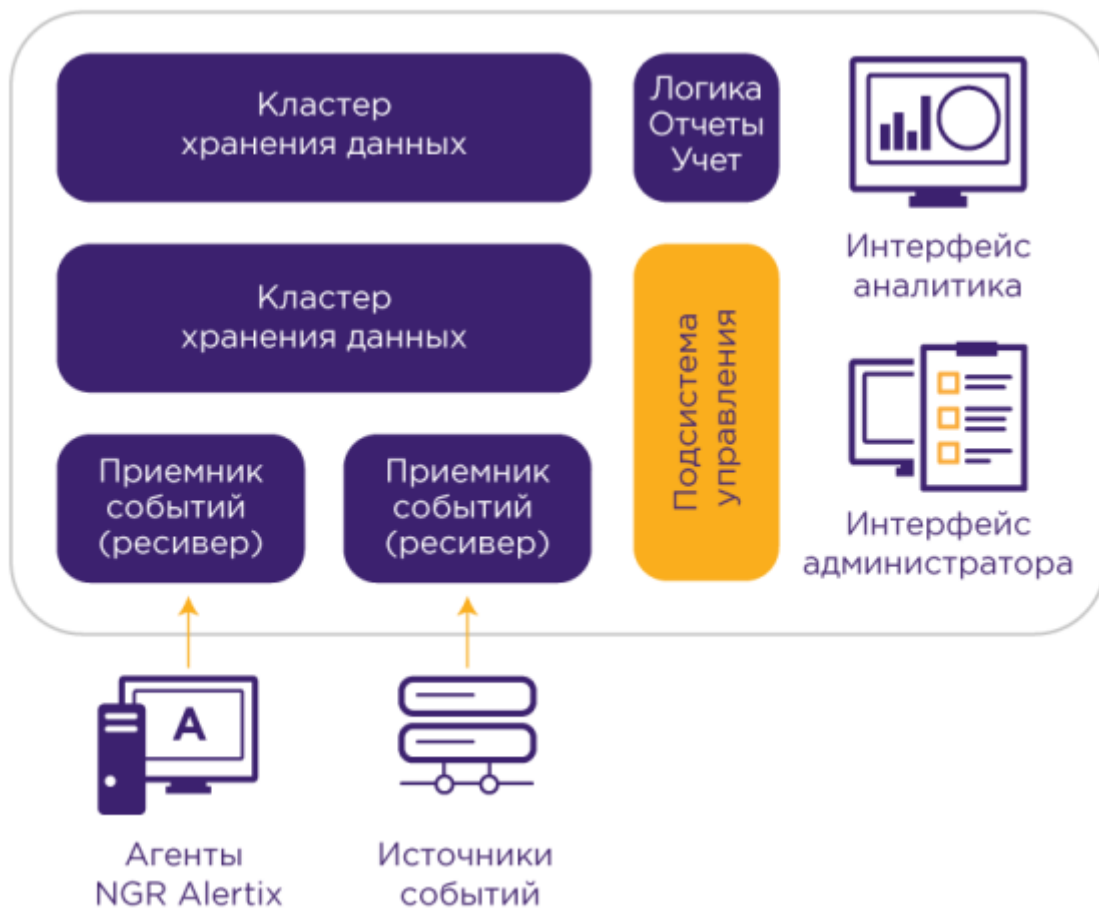 Кластер
хранения данных
Логика
Отчеты
Учет
Интерфейс
аналитика
Кластер
хранения данных
Подсистема
управления
Приемник
событий
(ресивер)
Приемник
событий
(ресивер)
Интерфейс
администратора
A
Агенты
NGR Alertix
Источники
событий